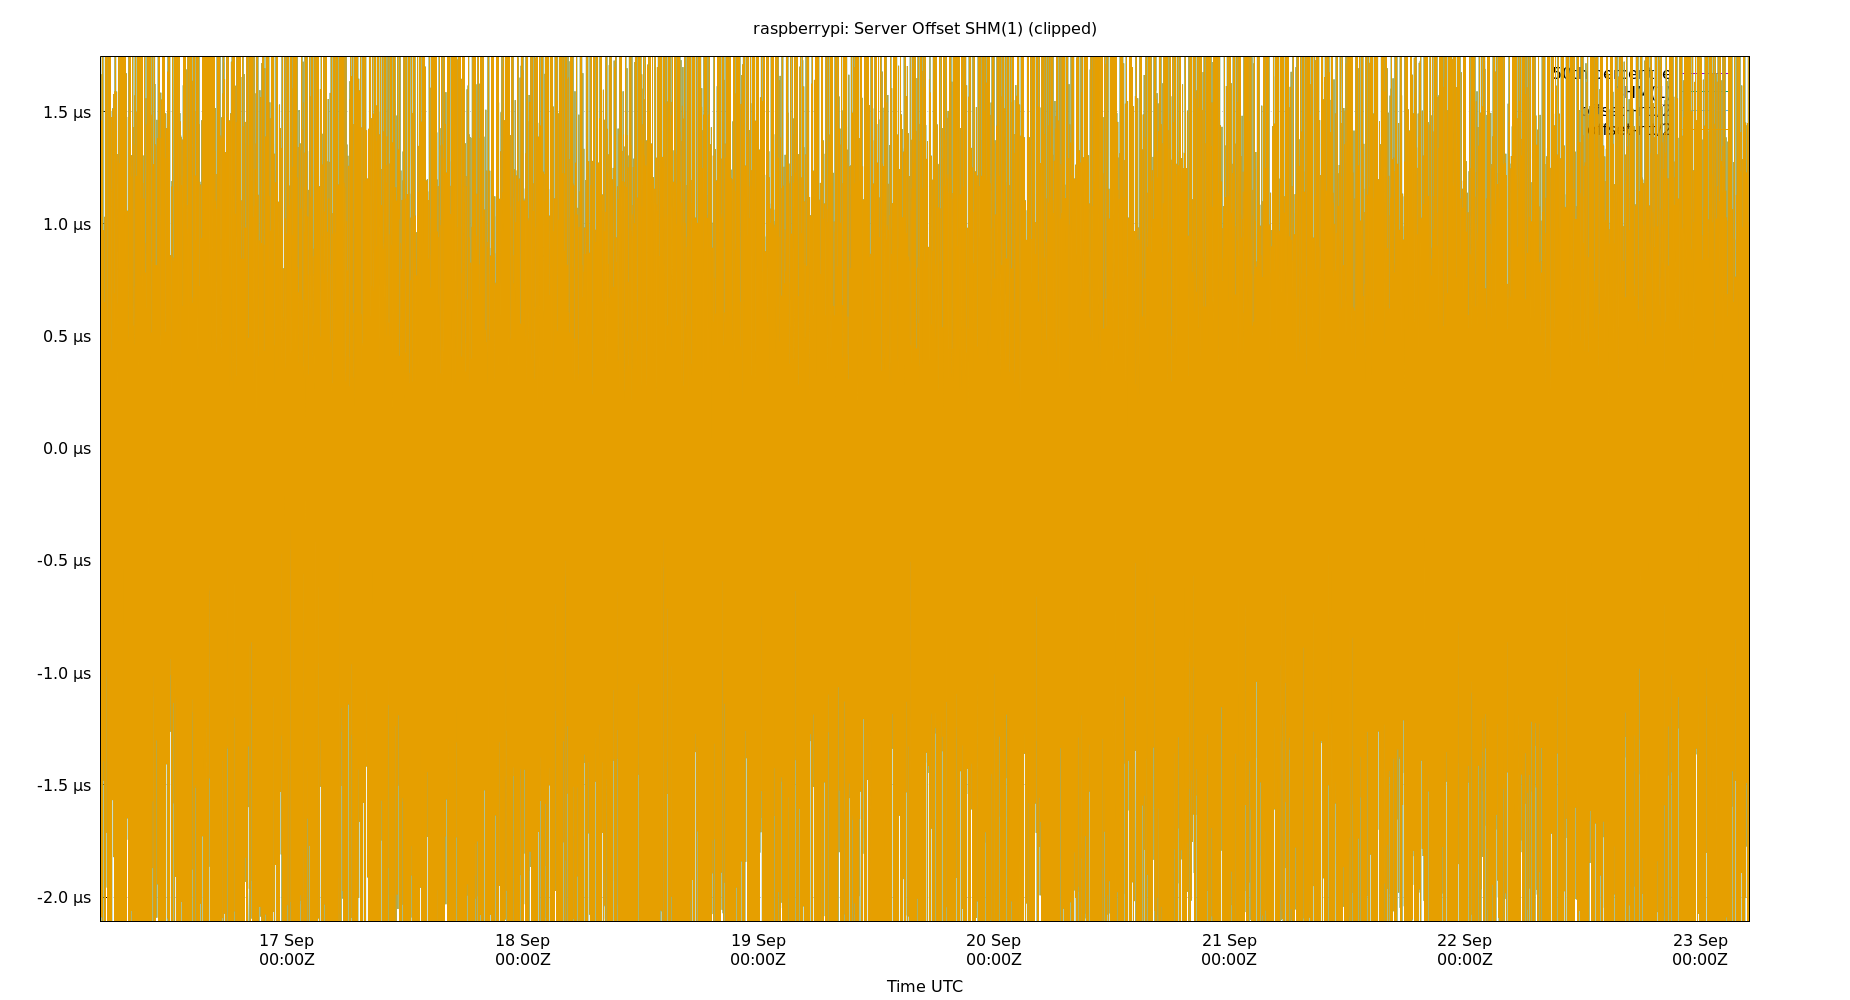 raspberrypi: Server Offset SHM(1) (clipped)
1.5 µs
1.0 µs
0.5 µs
0.0 µs
-0.5 µs
-1.0 µs
-1.5 µs
-2.0 µs
50th percentile
17 Sep
00:00Z
18 Sep
00:00Z
19 Sep
00:00Z
20 Sep
00:00Z
21 Sep
00:00Z
22 Sep
00:00Z
23 Sep
00:00Z
Time UTC